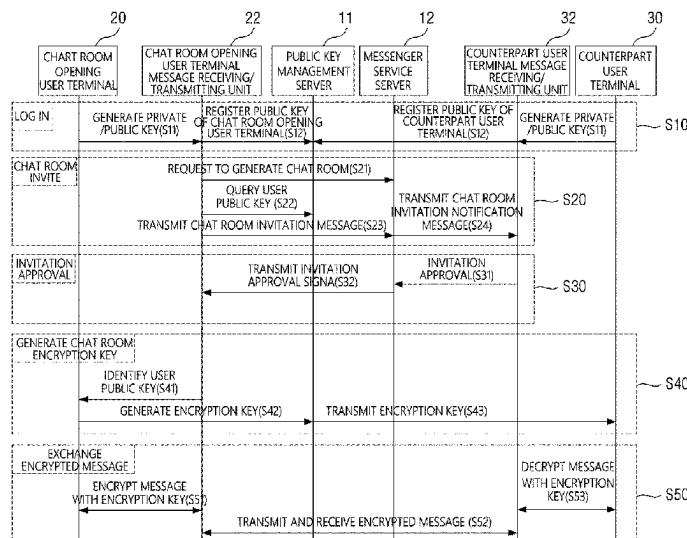 20
22
11
12
32
30
CHART ROOM
OPENING
USER TERMINAL
CHAT ROOM OPENING
USER TERMINAL
MESSAGE RECEIVING/
TRANSMITTING UNIT
PUBLIC KEY
MANAGEMENT
SERVER
MESSENGER
SERVICE
SERVER
COUNTERPART USER
TERMINAL MESSAGE
RECEIVING/
TRANSMITTING UNIT
COUNTERPART
USER
TERMINAL
LOG IN
GENERATE PRIVATE
/PUBLIC KEY(S11)
REGISTER PUBLIC KEY
OF CHAT ROOM OPENING
USER TERMINAL(S12)
REGISTER PUBLIC KEY OF
COUNTERPART USER
TERMINAL(S12)
GENERATE PRIVATE
/PUBLIC KEY(S11)
S10
CHAT ROOM
INVITE
REQUEST TO GENERATE CHAT ROOM(S21)
QUERY USER
PUBLIC KEY (S22)
TRANSMIT CHAT ROOM INVITATION MESSAGE(S23)
TRANSMIT CHAT ROOM
INVITATION NOTIFICATION
MESSAGE(S24)
S20
INVITATION
APPROVAL
TRANSMIT INVITATION
APPROVAL SIGNA(S32)
INVITATION
APPROVAL(S31)
S30
GENERATE CHAT ROOM
ENCRYPTION KEY
IDENTIFY USER
PUBLIC KEY(S41)
GENERATE ENCRYPTION KEY(S42)
TRANSMIT ENCRYPTION KEY(S43)
S40
EXCHANGE
ENCRYPTED MESSAGE
ENCRYPT MESSAGE
WITH ENCRYPTION KEY(S51)
DECRYPT MESSAGE
WITH ENCRYPTION
KEY(S53)
TRANSMIT AND RECEIVE ENCRYPTED MESSAGE (S52)
S50